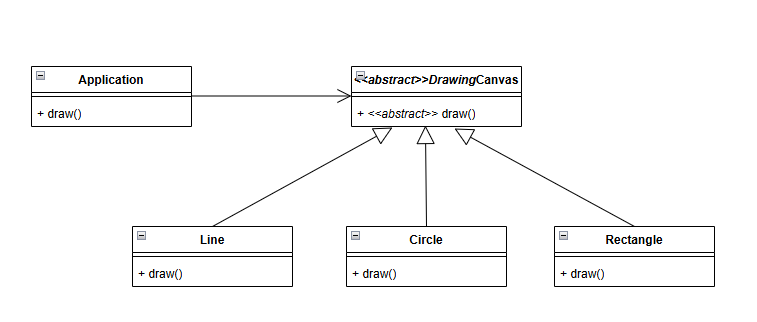 Application
<<abstract>>DrawingCanvas
+ draw()
+ <<abstract>> draw()
Line
Circle
Rectangle
+ draw()
+ draw()
+ draw()